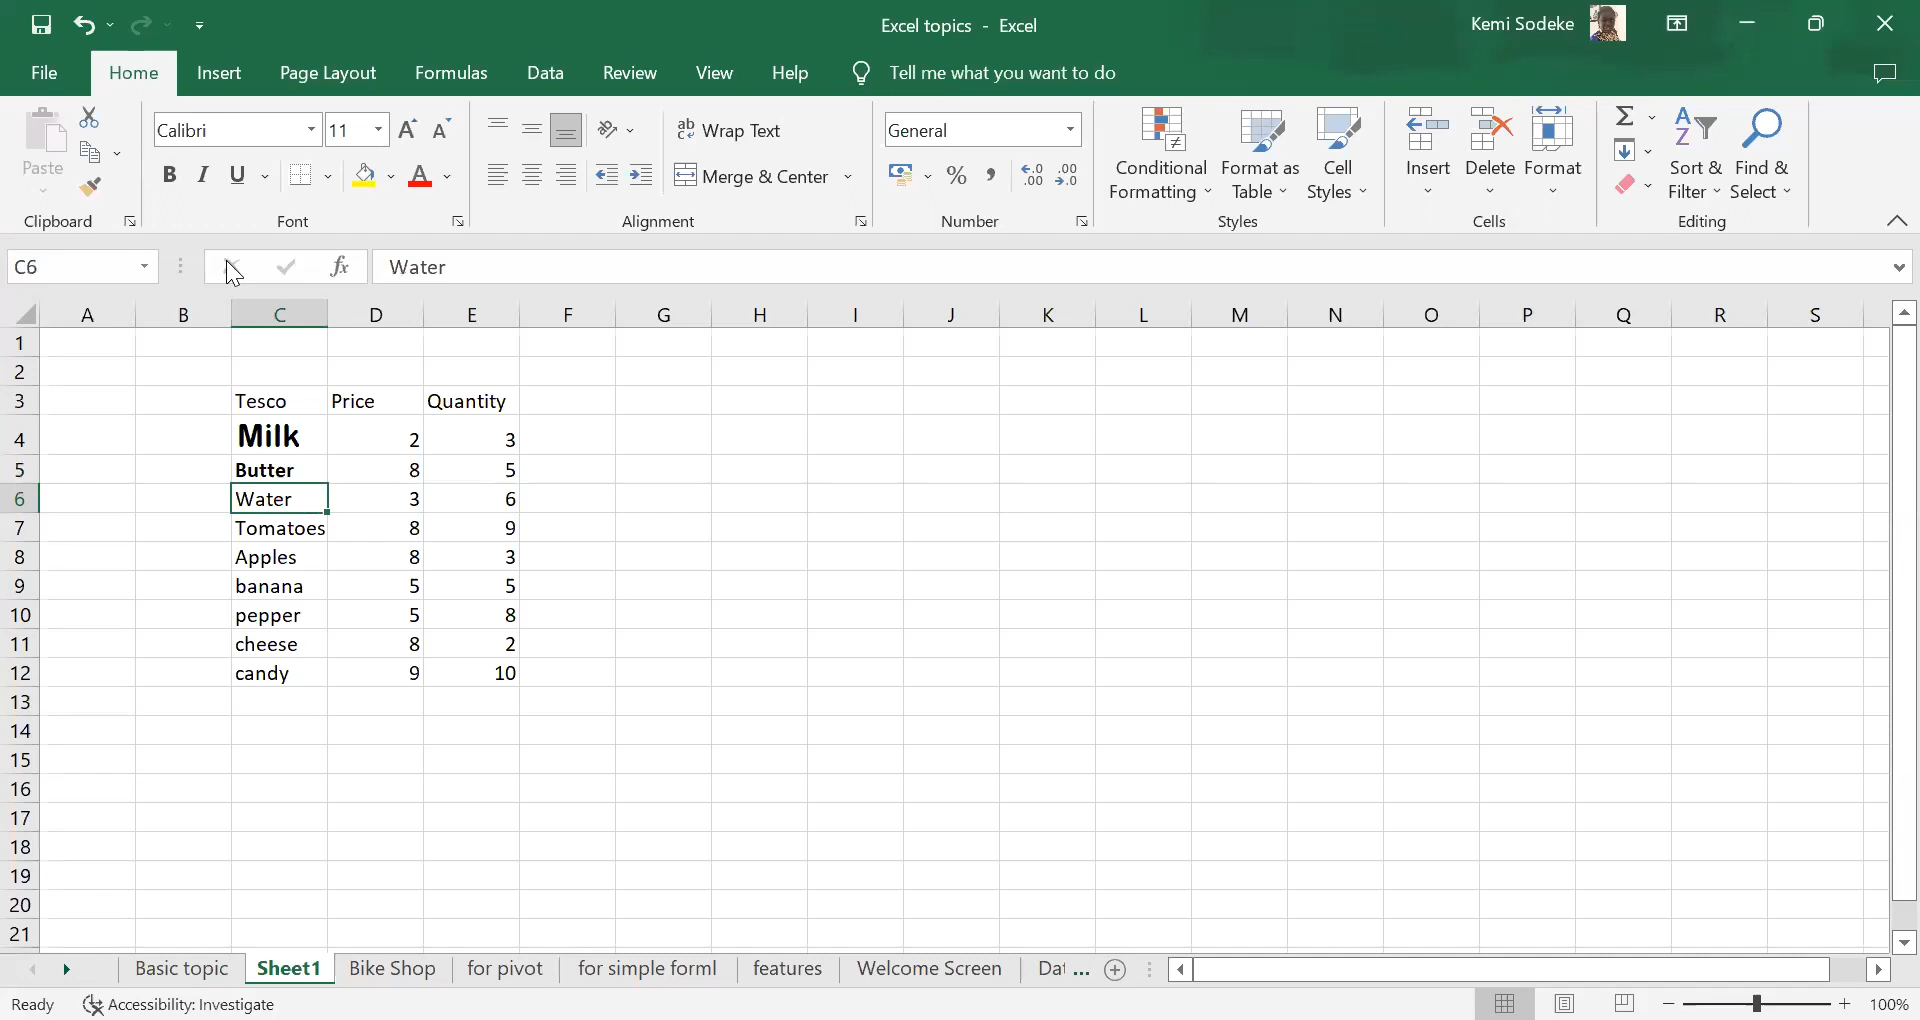 Excel topics - Excel
Kemi Sodeke
File Home Insert Page Layout Formulas Data Review View Help Tell me what you want to do
Paste
Clipboard
Calibri 11
B I U A
Font
ab Wrap Text
Merge & Center
Alignment
General
% , .00 .00
Number
Conditional Formatting
Format as Table
Cell Styles
Styles
Insert Delete Format
Cells
Sort & Filter
Find & Select
Editing
C6 fx Water
A B C D E F G H I J K L M N O P Q R S
1
2
3 Tesco Price Quantity
4 Milk 2 3
5 Butter 8 5
6 Water 3 6
7 Tomatoes 8 9
8 Apples 8 3
9 banana 5 5
10 pepper 5 8
11 cheese 8 2
12 candy 9 10
13
14
15
16
17
18
19
20
21
Basic topic Sheet1 Bike Shop for pivot for simple forml features Welcome Screen Dat ...
Ready Accessibility: Investigate 100%